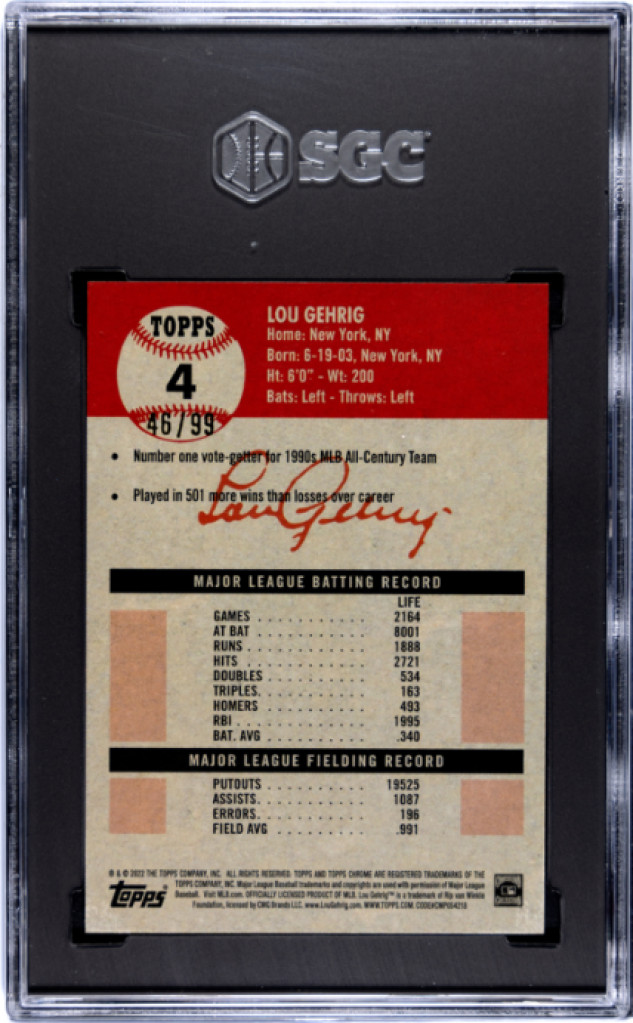 SGC
LOU GEHRIG
Home: New York, NY
Born: 6-19-03, New York, NY
Ht: 6'0" - Wt: 200
Bats: Left - Throws: Left
TOPPS
4
46/99
• Number one vote-getter for 1990s MLB All-Century Team
• Played in 501 more wins than losses over career
Lou Gehrig
MAJOR LEAGUE BATTING RECORD
LIFE
GAMES . . . . . . . . . . . 2164
AT BAT . . . . . . . . . . . 8001
RUNS . . . . . . . . . . . . 1888
HITS . . . . . . . . . . . . 2721
DOUBLES . . . . . . . . . . 534
TRIPLES. . . . . . . . . . . 163
HOMERS . . . . . . . . . . 493
RBI . . . . . . . . . . . . . 1995
BAT. AVG . . . . . . . . . . .340
MAJOR LEAGUE FIELDING RECORD
PUTOUTS . . . . . . . . . . 19525
ASSISTS. . . . . . . . . . . 1087
ERRORS. . . . . . . . . . . 196
FIELD AVG . . . . . . . . . .991
® & © 2022 THE TOPPS COMPANY, INC. ALL RIGHTS RESERVED. TOPPS AND TOPPS CHROME ARE REGISTERED TRADEMARKS OF THE
TOPPS COMPANY, INC. Major League Baseball trademarks and copyrights are used with permission of Major League
Baseball. Visit MLB.com. OFFICIALLY LICENSED PRODUCT OF MLB. Lou Gehrig™ is a trademark of Rip van Winkle
Foundation, licensed by CMG Brands LLC. www.LouGehrig.com. WWW.TOPPS.COM.
Topps